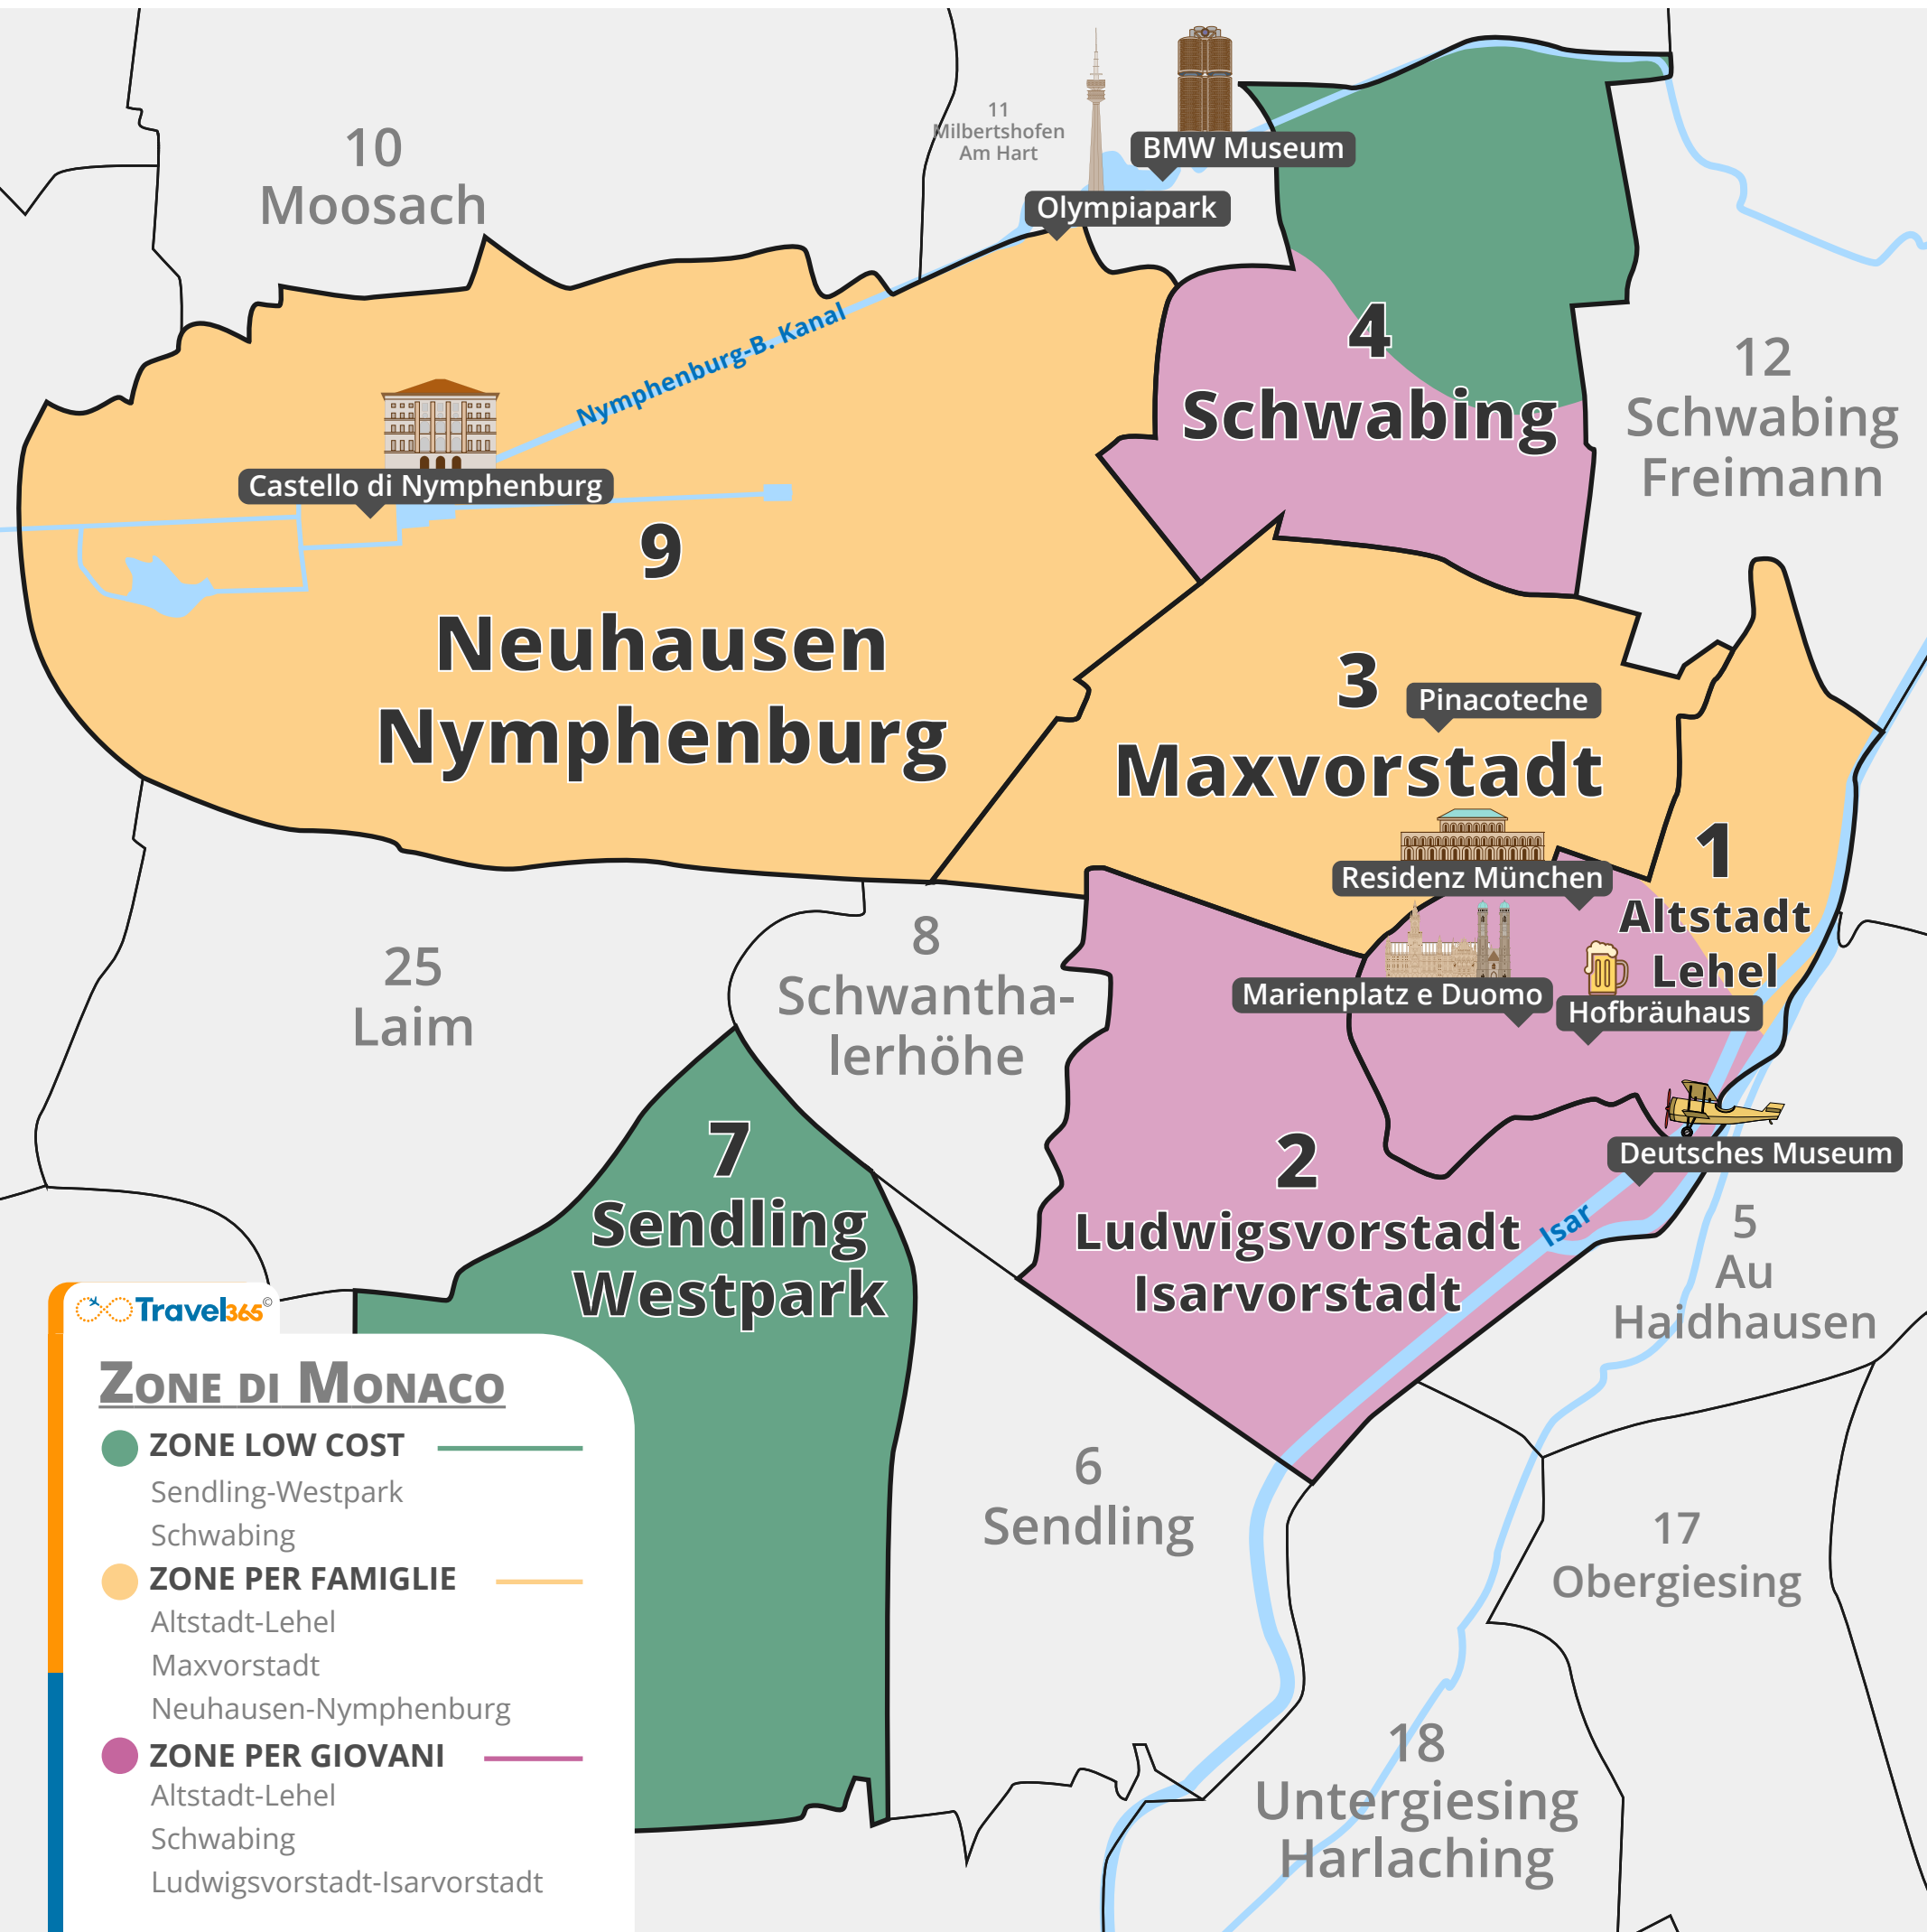 11
Milbertshofen
Am Hart
BMW Museum
Olympiapark
10
Moosach
4
Schwabing
12
Schwabing
Freimann
Nymphenburg-B. Kanal
Castello di Nymphenburg
9
Neuhausen
Nymphenburg
3
Pinacoteche
Maxvorstadt
1
Altstadt
Lehel
Residenz München
Marienplatz e Duomo
Hofbräuhaus
Deutsches Museum
25
Laim
8
Schwantha-
lerhöhe
7
Sendling
Westpark
2
Ludwigsvorstadt
Isarvorstadt
Isar
5
Au
Haidhausen
6
Sendling
17
Obergiesing
18
Untergiesing
Harlaching
Travel365©
ZONE DI MONACO
ZONE LOW COST
Sendling-Westpark
Schwabing
ZONE PER FAMIGLIE
Altstadt-Lehel
Maxvorstadt
Neuhausen-Nymphenburg
ZONE PER GIOVANI
Altstadt-Lehel
Schwabing
Ludwigsvorstadt-Isarvorstadt